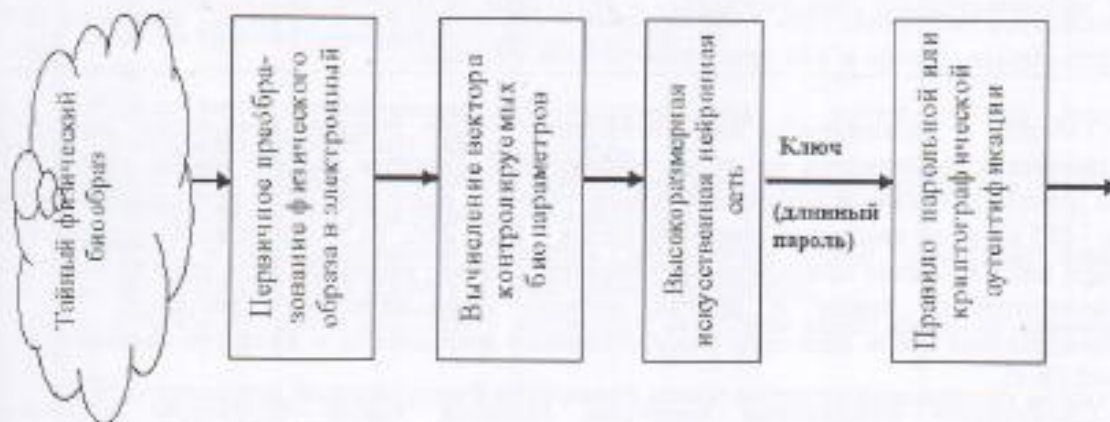 Тайный физический
биообраз
Первичное преобра-
зование физического
образа в электронный
Вычисление вектора
контролируемых
био параметров
Высокоразмерная
искусственная нейронная
сеть
Ключ
(длинный
пароль)
Правило парольной или
криптографической
аутентификации